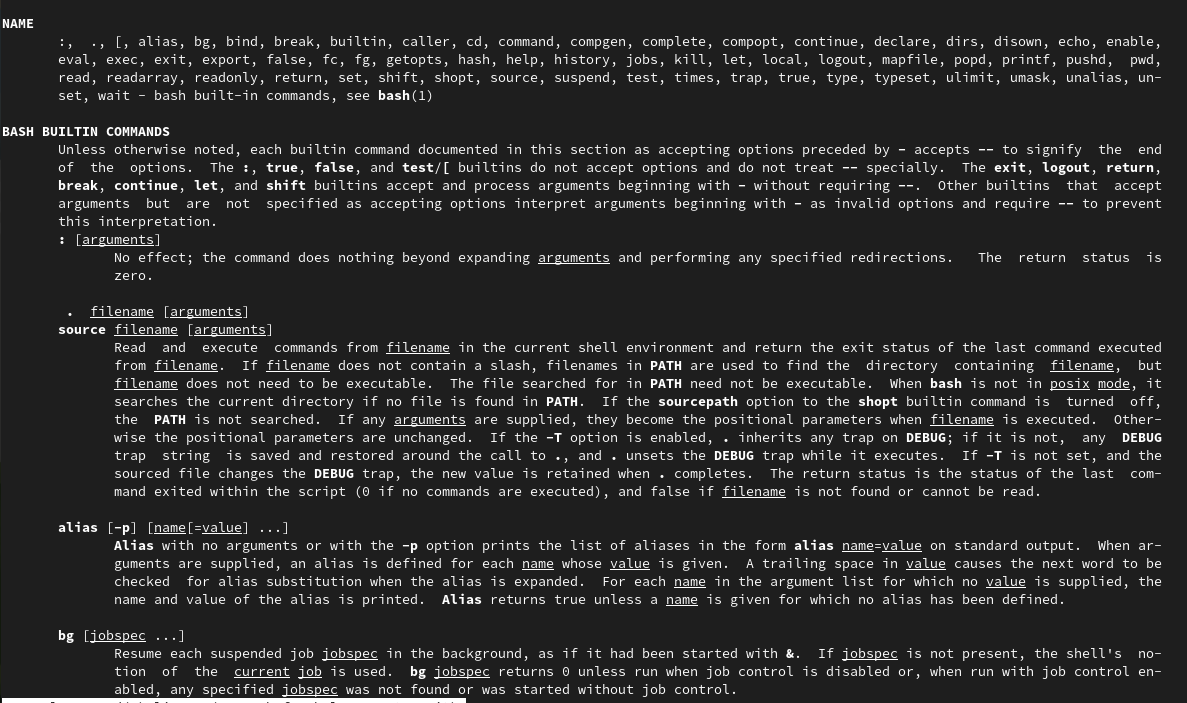 NAME
:, ., [, alias, bg, bind, break, builtin, caller, cd, command, compgen, complete, compopt, continue, declare, dirs, disown, echo, enable,
eval, exec, exit, export, false, fc, fg, getopts, hash, help, history, jobs, kill, let, local, logout, mapfile, popd, printf, pushd, pwd,
read, readarray, readonly, return, set, shift, shopt, source, suspend, test, times, trap, true, type, typeset, ulimit, umask, unalias, un-
set, wait - bash built-in commands, see bash(1)
BASH BUILTIN COMMANDS
Unless otherwise noted, each builtin command documented in this section as accepting options preceded by - accepts -- to signify the end
of the options. The :, true, false, and test/[ builtins do not accept options and do not treat -- specially. The exit, logout, return,
break, continue, let, and shift builtins accept and process arguments beginning with - without requiring --. Other builtins that accept
arguments but are not specified as accepting options interpret arguments beginning with - as invalid options and require -- to prevent
this interpretation.
: [arguments]
No effect; the command does nothing beyond expanding arguments and performing any specified redirections. The return status is
zero.
. filename [arguments]
source filename [arguments]
Read and execute commands from filename in the current shell environment and return the exit status of the last command executed
from filename. If filename does not contain a slash, filenames in PATH are used to find the directory containing filename, but
filename does not need to be executable. The file searched for in PATH need not be executable. When bash is not in posix mode, it
searches the current directory if no file is found in PATH. If the sourcepath option to the shopt builtin command is turned off,
the PATH is not searched. If any arguments are supplied, they become the positional parameters when filename is executed. Other-
wise the positional parameters are unchanged. If the -T option is enabled, . inherits any trap on DEBUG; if it is not, any DEBUG
trap string is saved and restored around the call to ., and . unsets the DEBUG trap while it executes. If -T is not set, and the
sourced file changes the DEBUG trap, the new value is retained when . completes. The return status is the status of the last com-
mand exited within the script (0 if no commands are executed), and false if filename is not found or cannot be read.
alias [-p] [name[=value] ...]
Alias with no arguments or with the -p option prints the list of aliases in the form alias name=value on standard output. When ar-
guments are supplied, an alias is defined for each name whose value is given. A trailing space in value causes the next word to be
checked for alias substitution when the alias is expanded. For each name in the argument list for which no value is supplied, the
name and value of the alias is printed. Alias returns true unless a name is given for which no alias has been defined.
bg [jobspec ...]
Resume each suspended job jobspec in the background, as if it had been started with &. If jobspec is not present, the shell's no-
tion of the current job is used. bg jobspec returns 0 unless run when job control is disabled or, when run with job control en-
abled, any specified jobspec was not found or was started without job control.